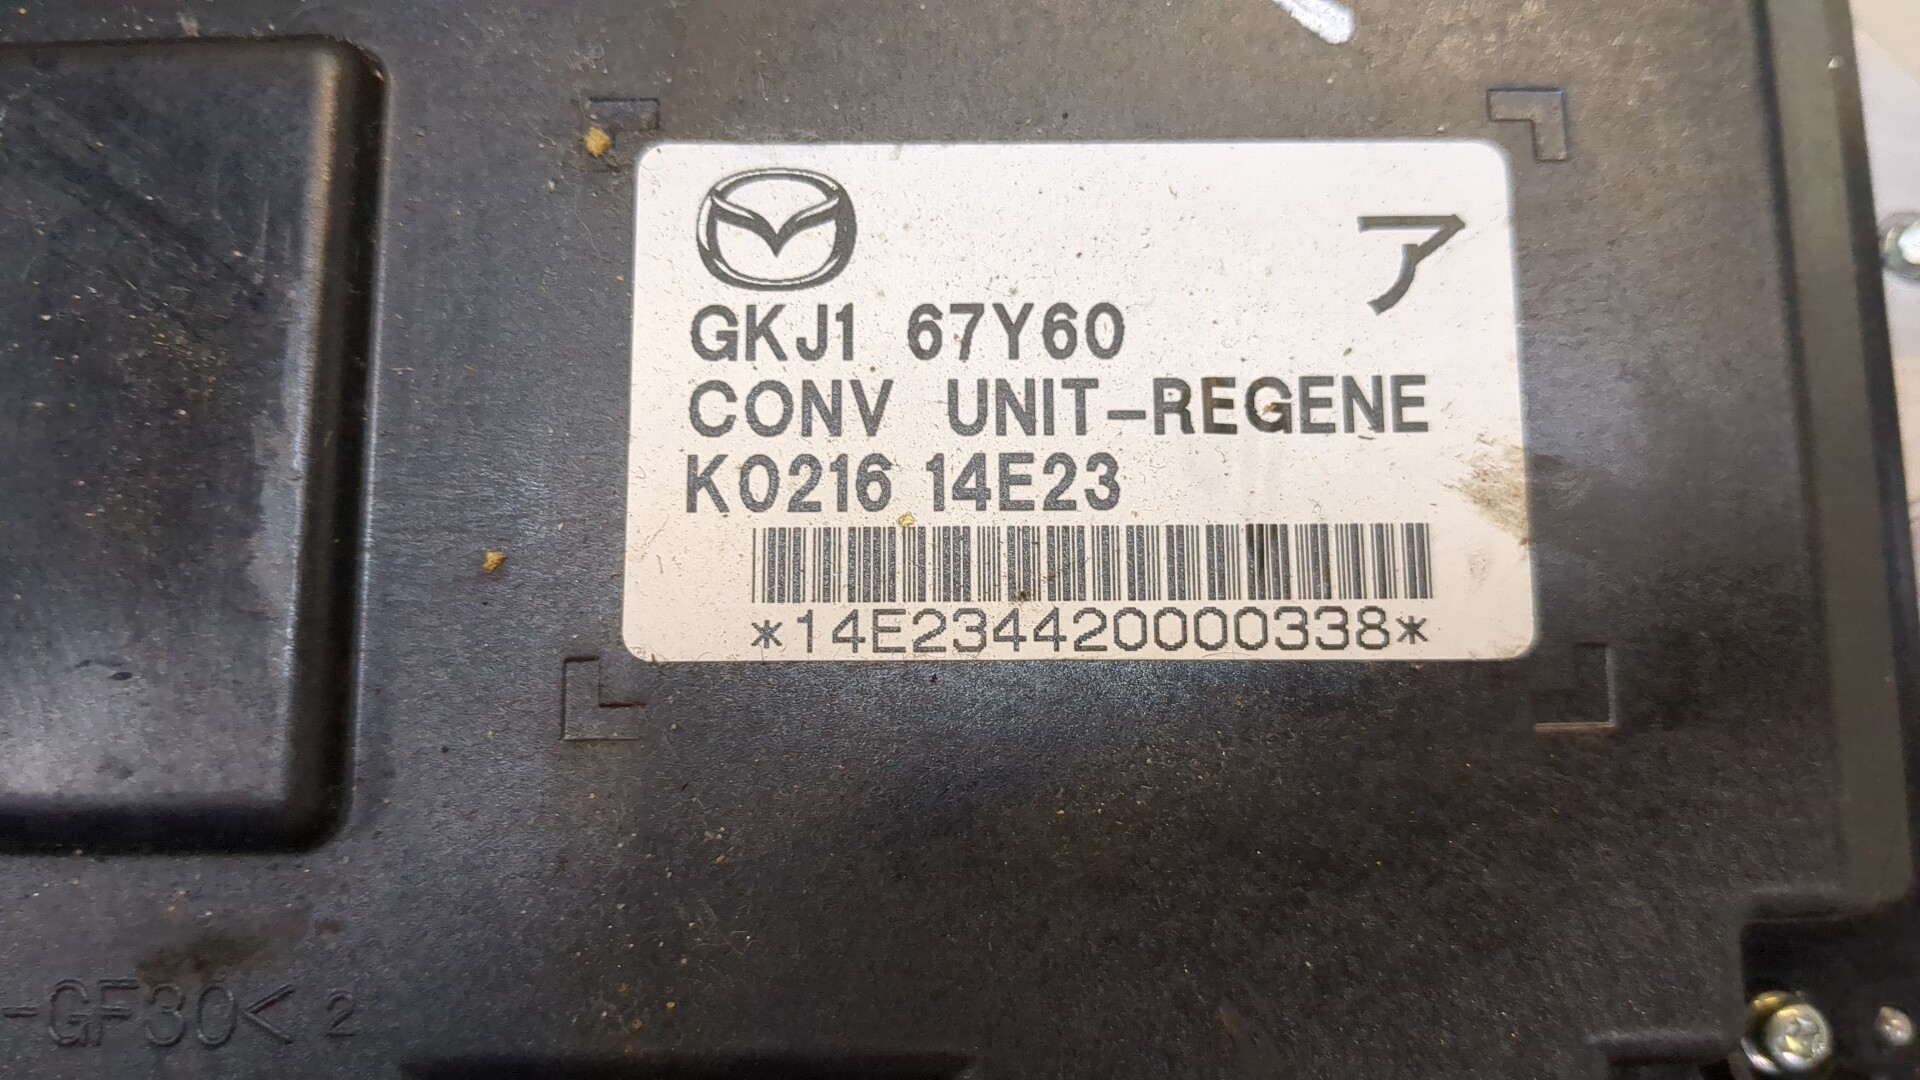 ア
GKJ1 67Y60
CONV UNIT-REGENE
K0216 14E23
*14E234420000338*
-GF30< 2